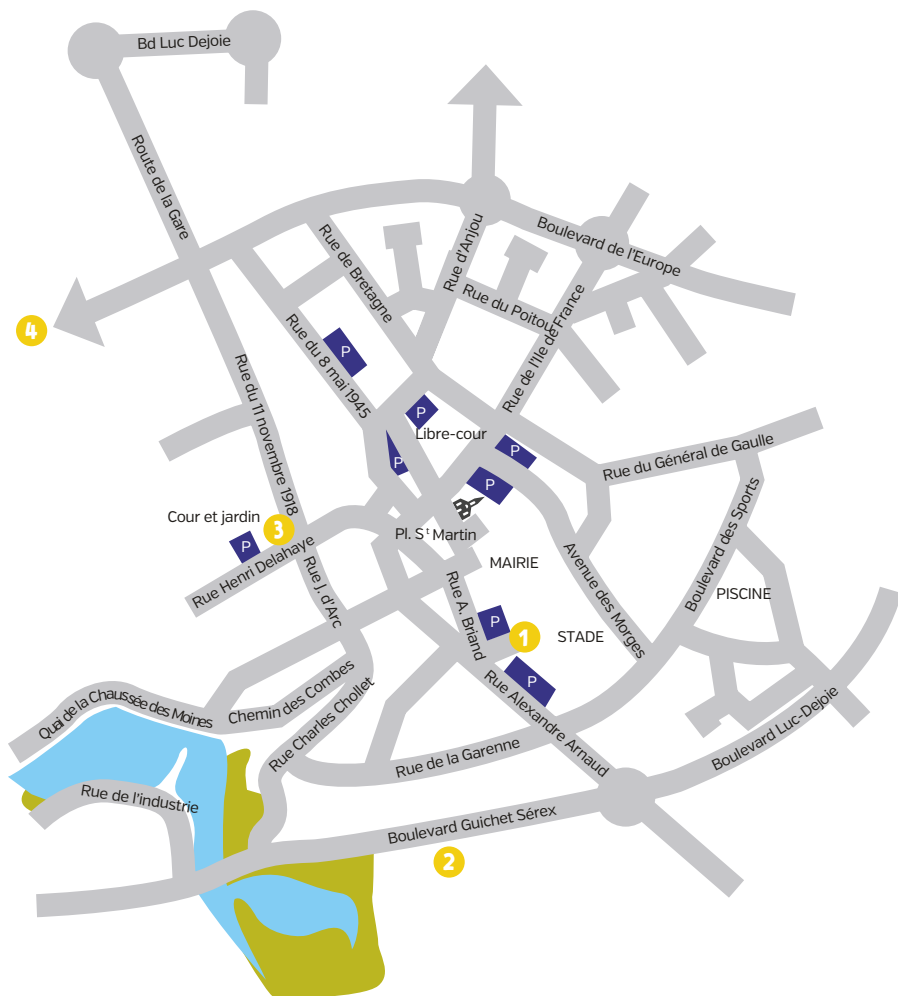 Bd Luc Dejoie
Route de la Gare
Boulevard de l'Europe
Rue d'Anjou
Rue de Bretagne
Rue du Poitou
Rue de l'Ile de France
4
Rue du 8 mai 1945
P
Rue du 11 novembre 1918
P
Libre-cour
P
P
P
Rue du Général de Gaulle
Cour et jardin
3
P
Pl. Sᵗ Martin
Rue Henri Delahaye
MAIRIE
Avenue des Morges
Boulevard des Sports
PISCINE
Rue J. d'Arc
Rue A. Briand
P
1
STADE
P
Rue Alexandre Arnaud
Quai de la Chaussée des Moines
Chemin des Combes
Rue Charles Chollet
Rue de la Garenne
Boulevard Luc-Dejoie
Rue de l'industrie
Boulevard Guichet Sérex
2